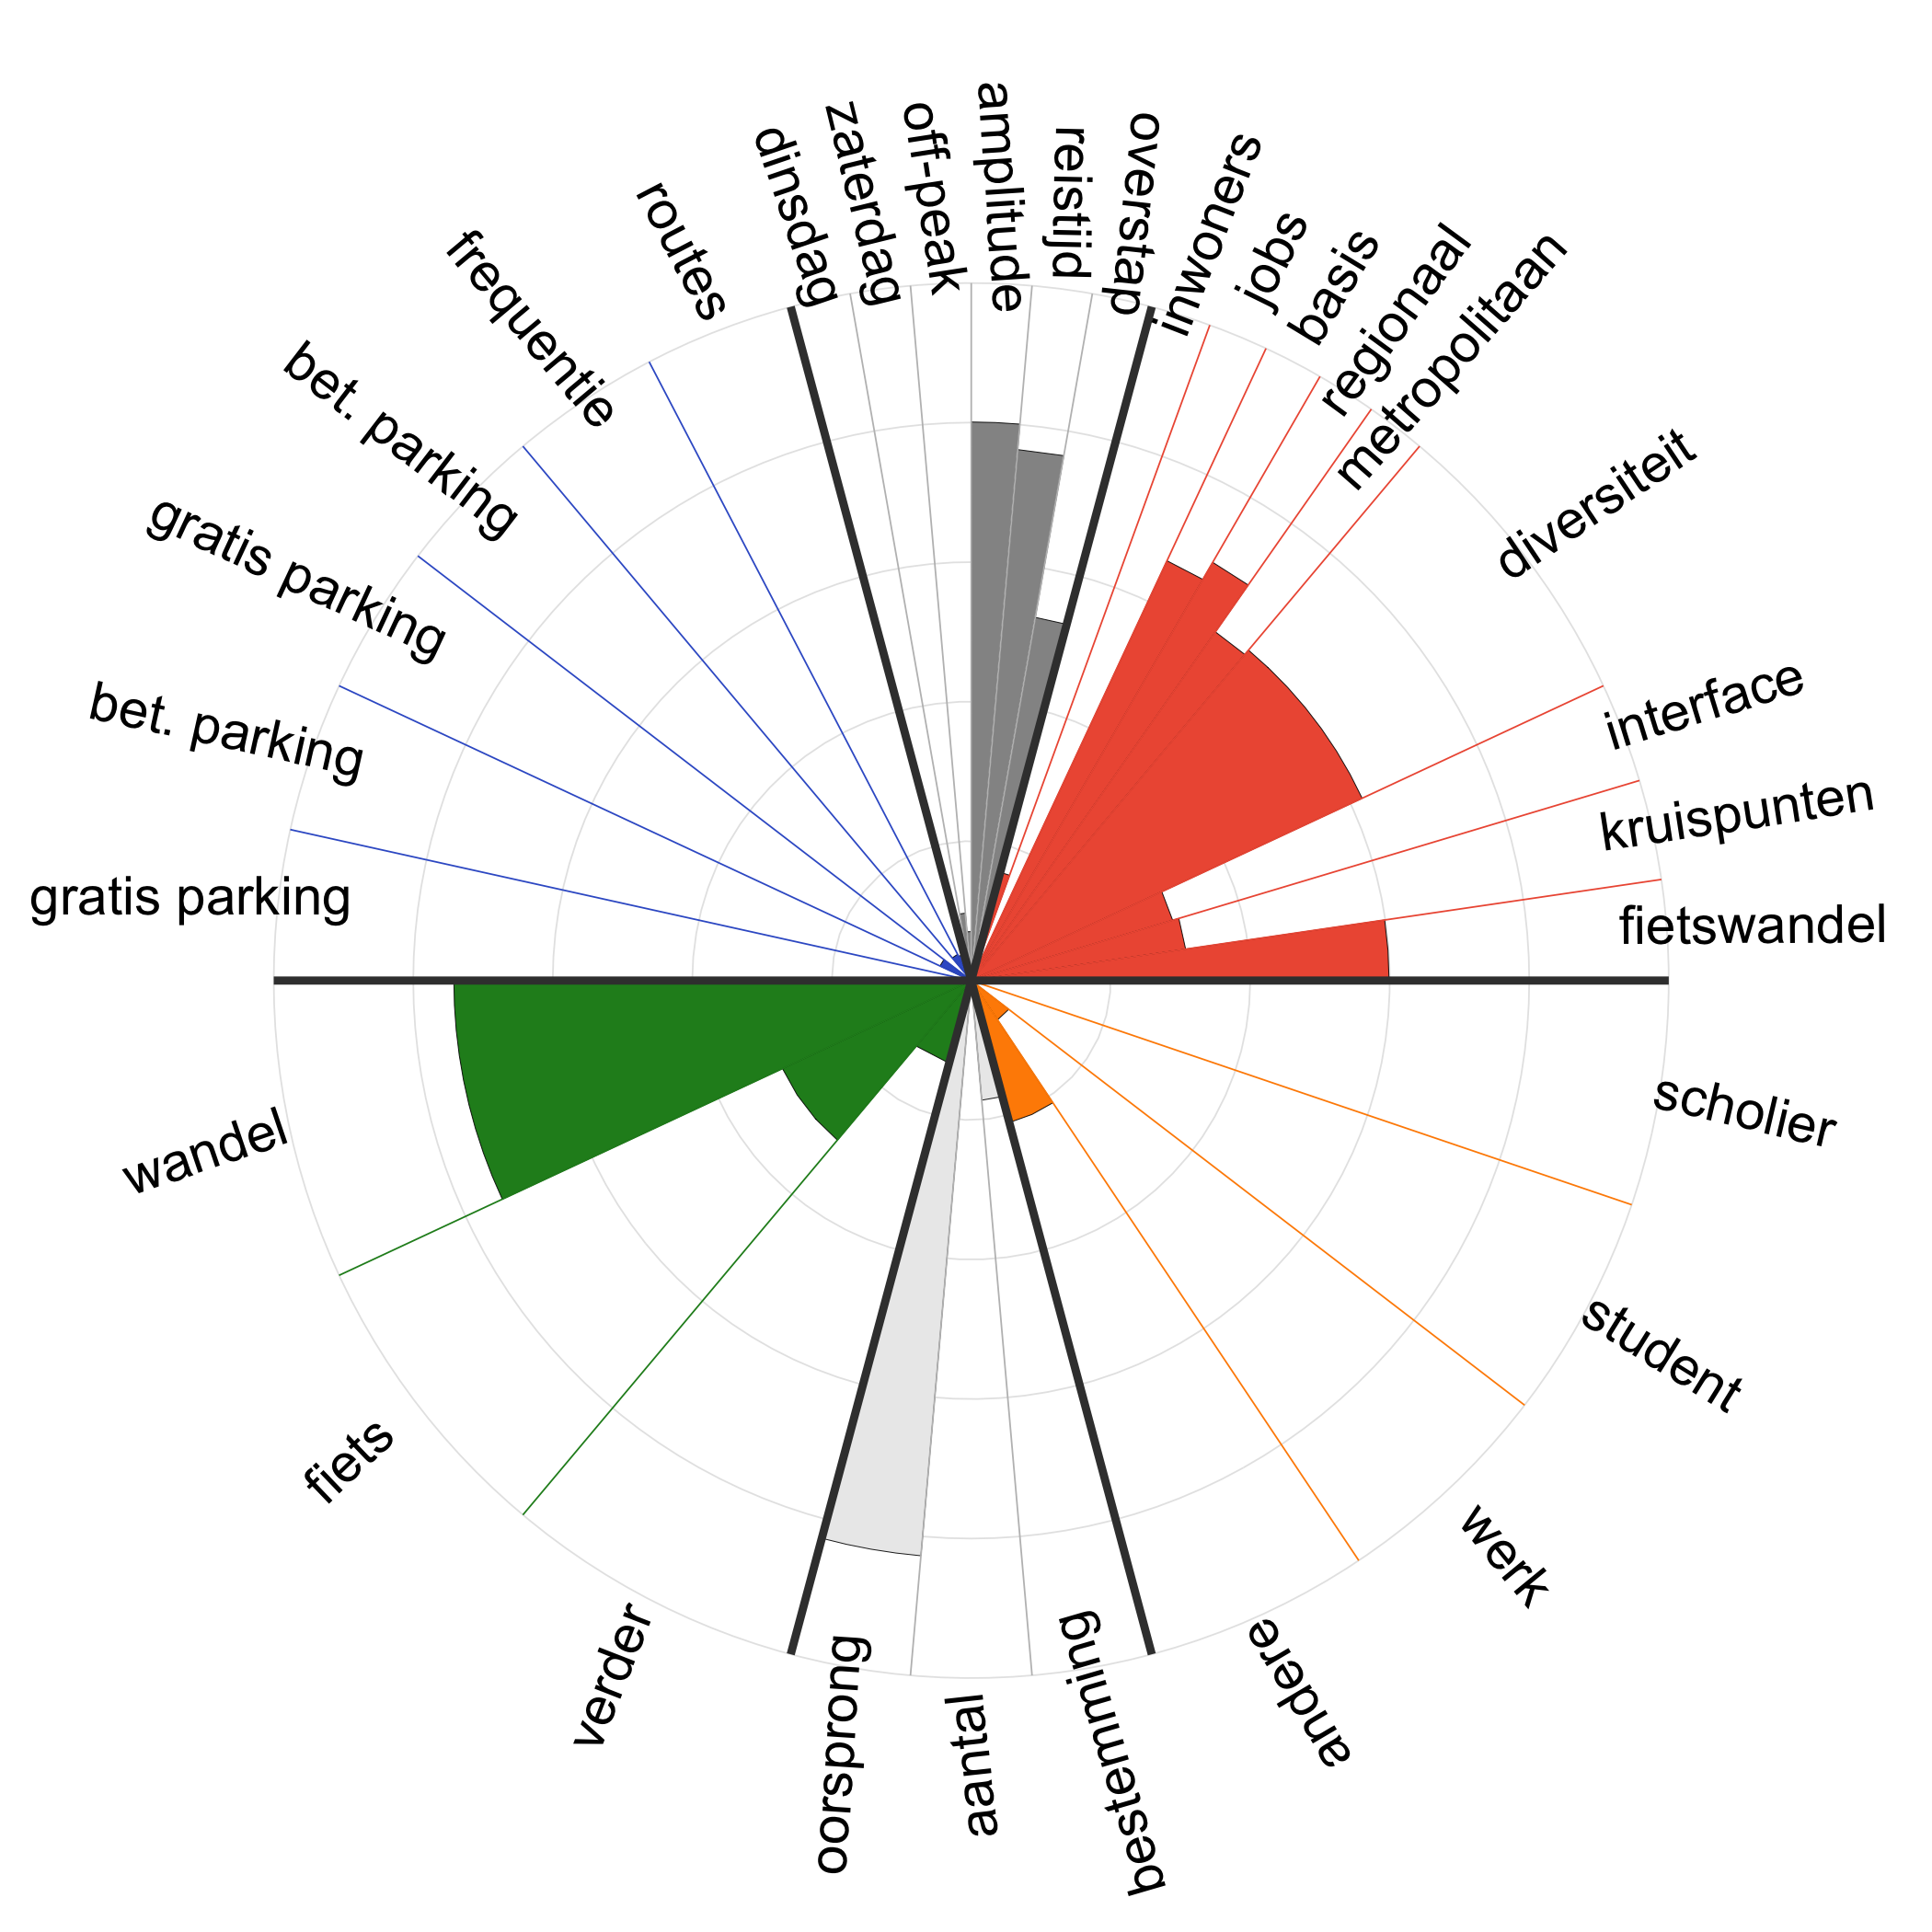 dinsdag
zaterdag
off-peak
amplitude
reistijd
overstap
inwoners
jobs
basis
regionaal
metropolitaan
diversiteit
interface
kruispunten
fietswandel
scholier
student
werk
andere
bestemming
aantal
oorsprong
verder
fiets
wandel
gratis parking
bet. parking
gratis parking
bet. parking
frequentie
routes